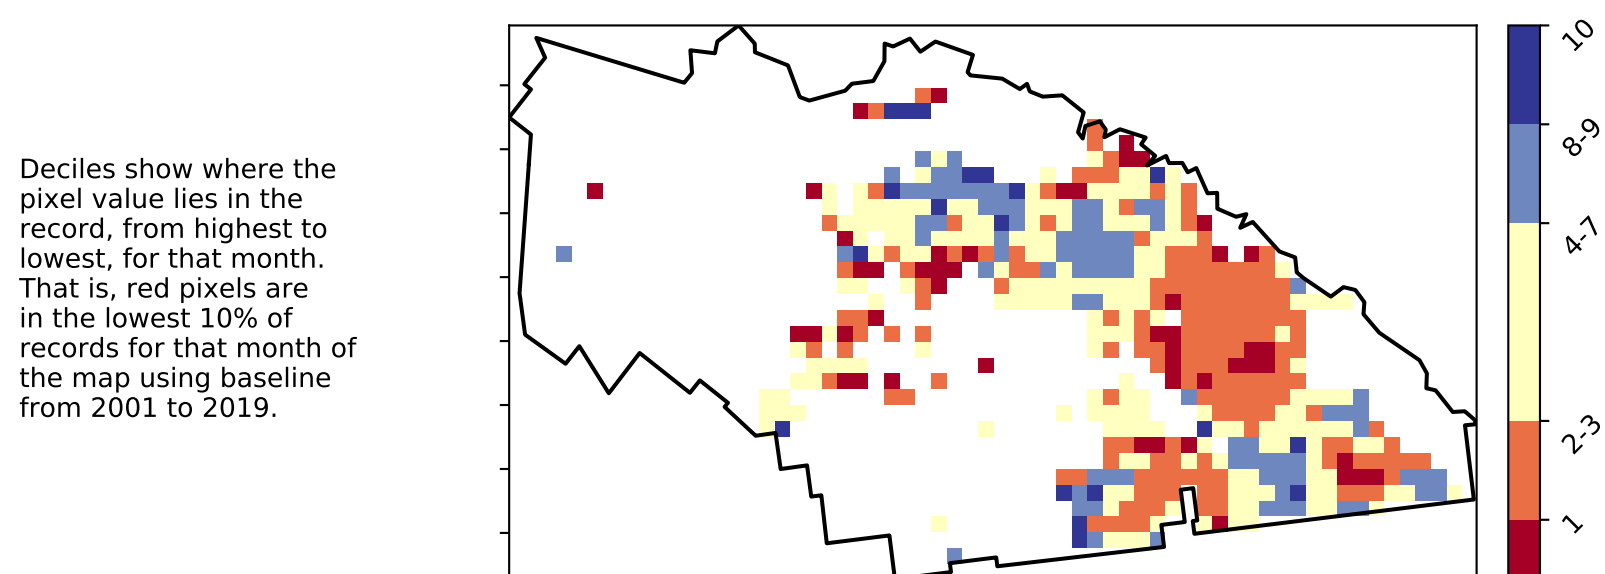 Deciles show where the
pixel value lies in the
record, from highest to
lowest, for that month.
That is, red pixels are
in the lowest 10% of
records for that month of
the map using baseline
from 2001 to 2019.
10
8-9
4-7
2-3
1